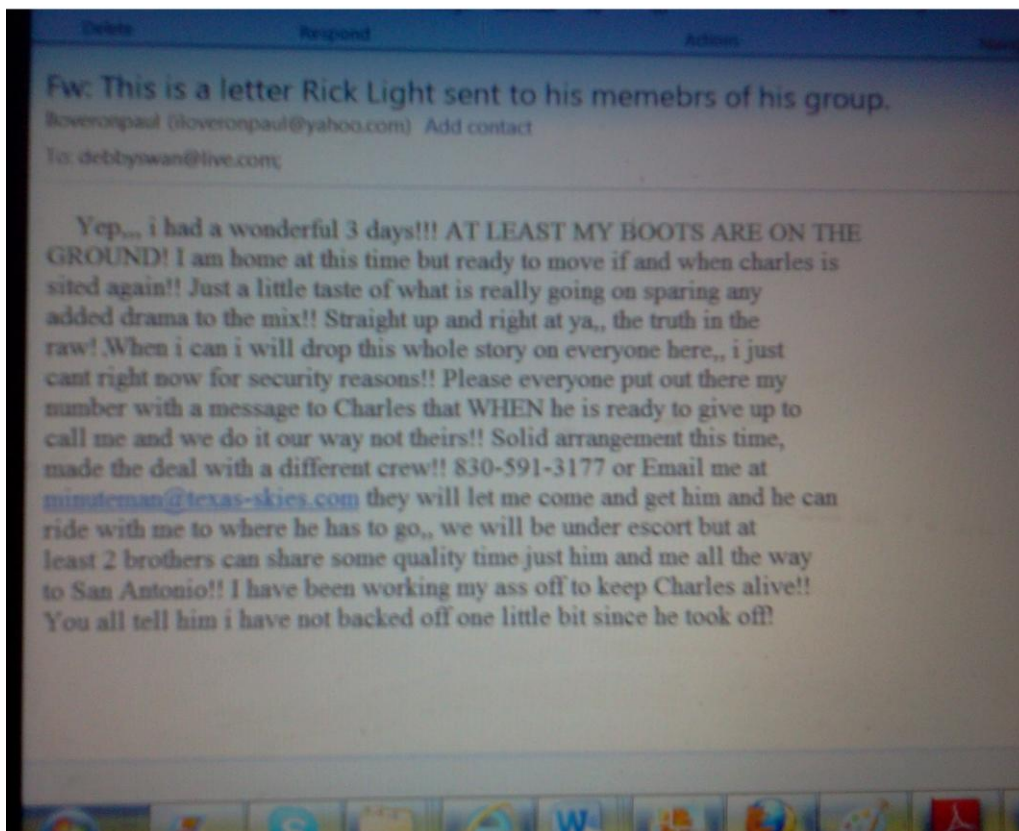 Delete Respond Actions
Fw: This is a letter Rick Light sent to his memebrs of his group.
iloveronpaul (iloveronpaul@yahoo.com) Add contact
To: debbyswan@live.com;
Yep,,, i had a wonderful 3 days!!! AT LEAST MY BOOTS ARE ON THE
GROUND! I am home at this time but ready to move if and when charles is
sited again!! Just a little taste of what is really going on sparing any
added drama to the mix!! Straight up and right at ya,, the truth in the
raw! .When i can i will drop this whole story on everyone here,, i just
cant right now for security reasons!! Please everyone put out there my
number with a message to Charles that WHEN he is ready to give up to
call me and we do it our way not theirs!! Solid arrangement this time,
made the deal with a different crew!! 830-591-3177 or Email me at
minuteman@texas-skies.com they will let me come and get him and he can
ride with me to where he has to go,, we will be under escort but at
least 2 brothers can share some quality time just him and me all the way
to San Antonio!! I have been working my ass off to keep Charles alive!!
You all tell him i have not backed off one little bit since he took off!